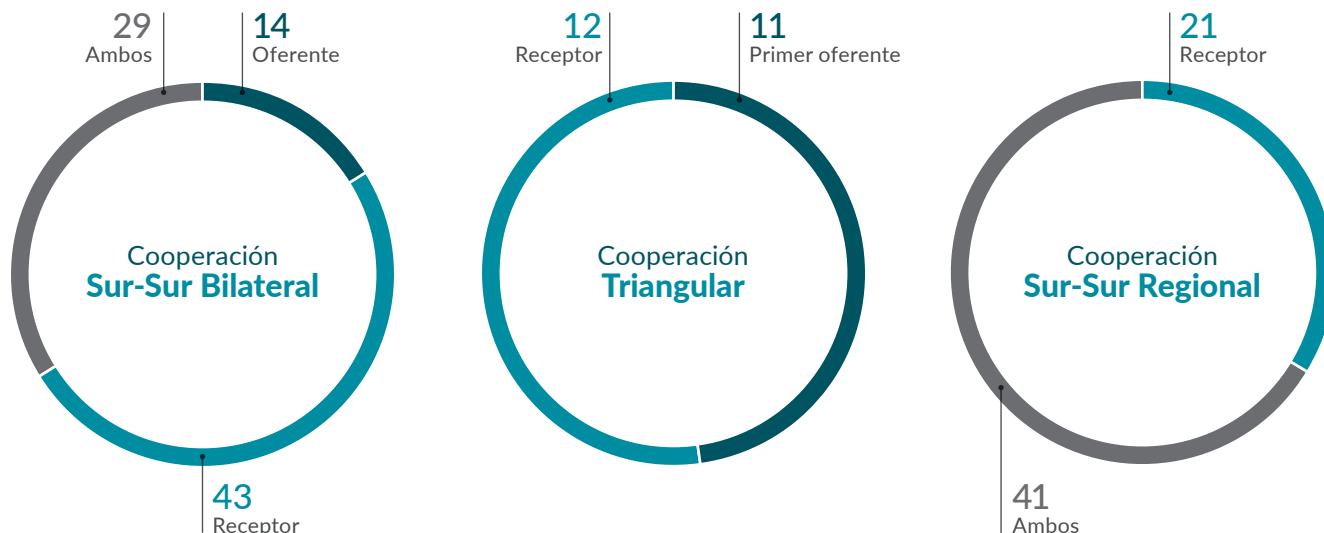 29
Ambos
14
Oferente
Cooperación
Sur-Sur Bilateral
43
Receptor
12
Receptor
11
Primer oferente
Cooperación
Triangular
21
Receptor
Cooperación
Sur-Sur Regional
41
Ambos